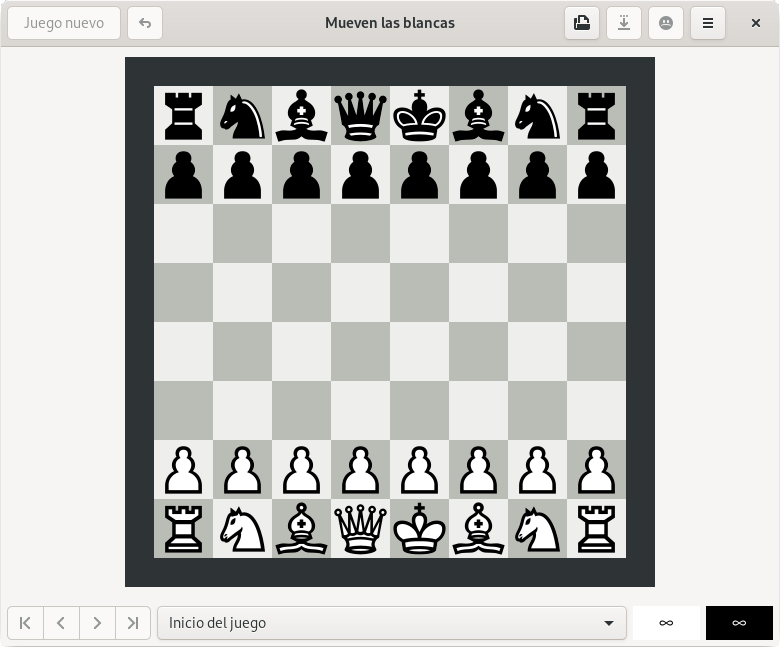 Juego nuevo
Mueven las blancas
Inicio del juego
∞
∞